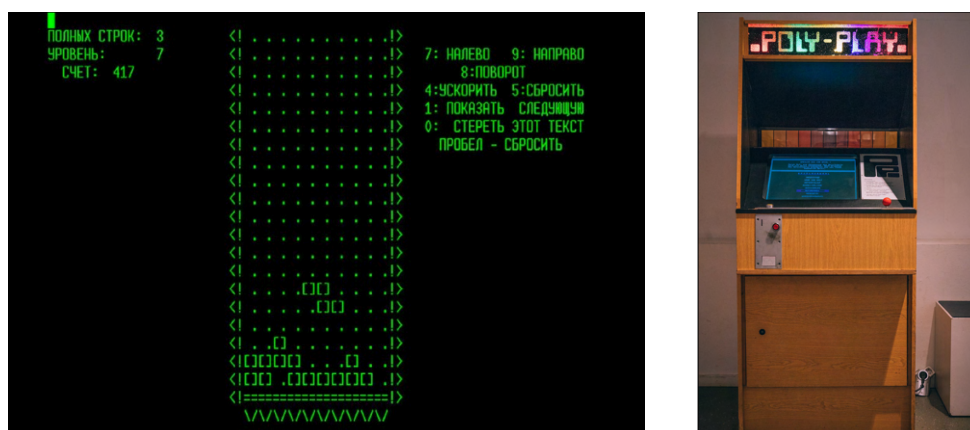 ПОЛНЫХ СТРОК: 3
УРОВЕНЬ: 7
СЧЕТ: 417
7: НАЛЕВО 9: НАПРАВО
8:ПОВОРОТ
4:УСКОРИТЬ 5:СБРОСИТЬ
1: ПОКАЗАТЬ СЛЕДУЮЩУЮ
0: СТЕРЕТЬ ЭТОТ ТЕКСТ
ПРОБЕЛ - СБРОСИТЬ
POLY-PLAY